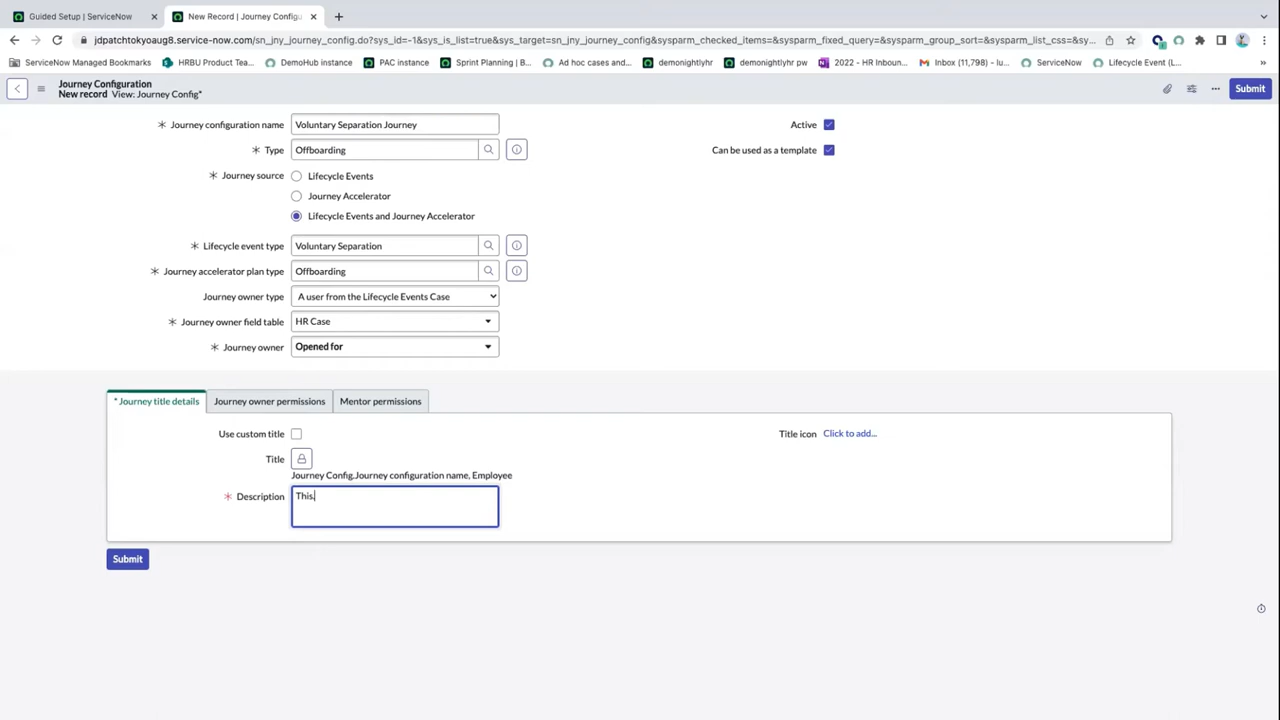 Guided Setup | ServiceNow
New Record | Journey Configu
jdpatchtokyoaug8.service-now.com/sn_jny_journey_config.do?sys_id=-1&sys_is_list=true&sys_target=sn_jny_journey_config&sysparm_checked_items=&sysparm_fixed_query=&sysparm_group_sort=&sysparm_list_css=&sy...
ServiceNow Managed Bookmarks
HRBU Product Tea...
DemoHub instance
PAC instance
Sprint Planning | B...
Ad hoc cases and...
demonightlyhr
demonightlyhr pw
2022 - HR Inboun...
Inbox (11,798) - lu...
ServiceNow
Lifecycle Event (L...
»
Journey Configuration
New record View: Journey Config*
Submit
* Journey configuration name Voluntary Separation Journey
Active
* Type Offboarding
Can be used as a template
* Journey source Lifecycle Events
Journey Accelerator
Lifecycle Events and Journey Accelerator
* Lifecycle event type Voluntary Separation
* Journey accelerator plan type Offboarding
Journey owner type A user from the Lifecycle Events Case
* Journey owner field table HR Case
* Journey owner Opened for
* Journey title details
Journey owner permissions
Mentor permissions
Use custom title
Title icon Click to add...
Title
Journey Config.Journey configuration name, Employee
* Description This
Submit